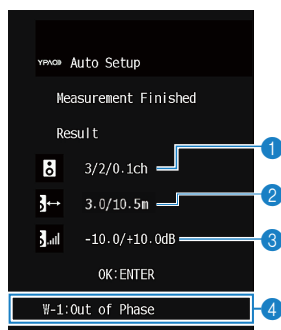 YPAO Auto Setup
Measurement Finished
Result
3/2/0.1ch 1
3.0/10.5m 2
-10.0/+10.0dB 3
OK:ENTER
W-1:Out of Phase 4